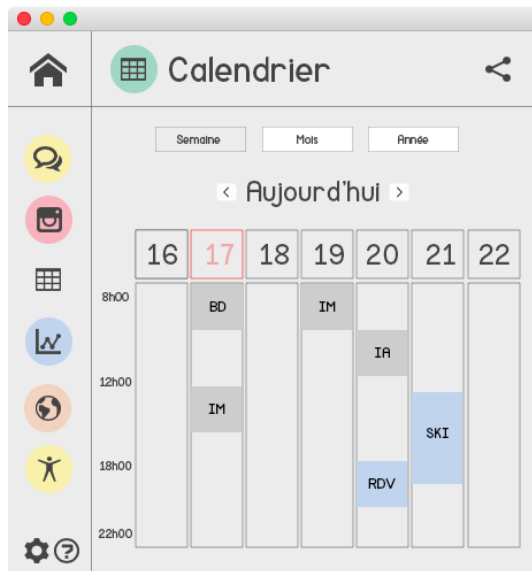 Calendrier
Semaine Mois Année
< Aujourd'hui >
16 17 18 19 20 21 22
8h00
BD IM
IA
12h00
IM
SKI
18h00
RDV
22h00
?